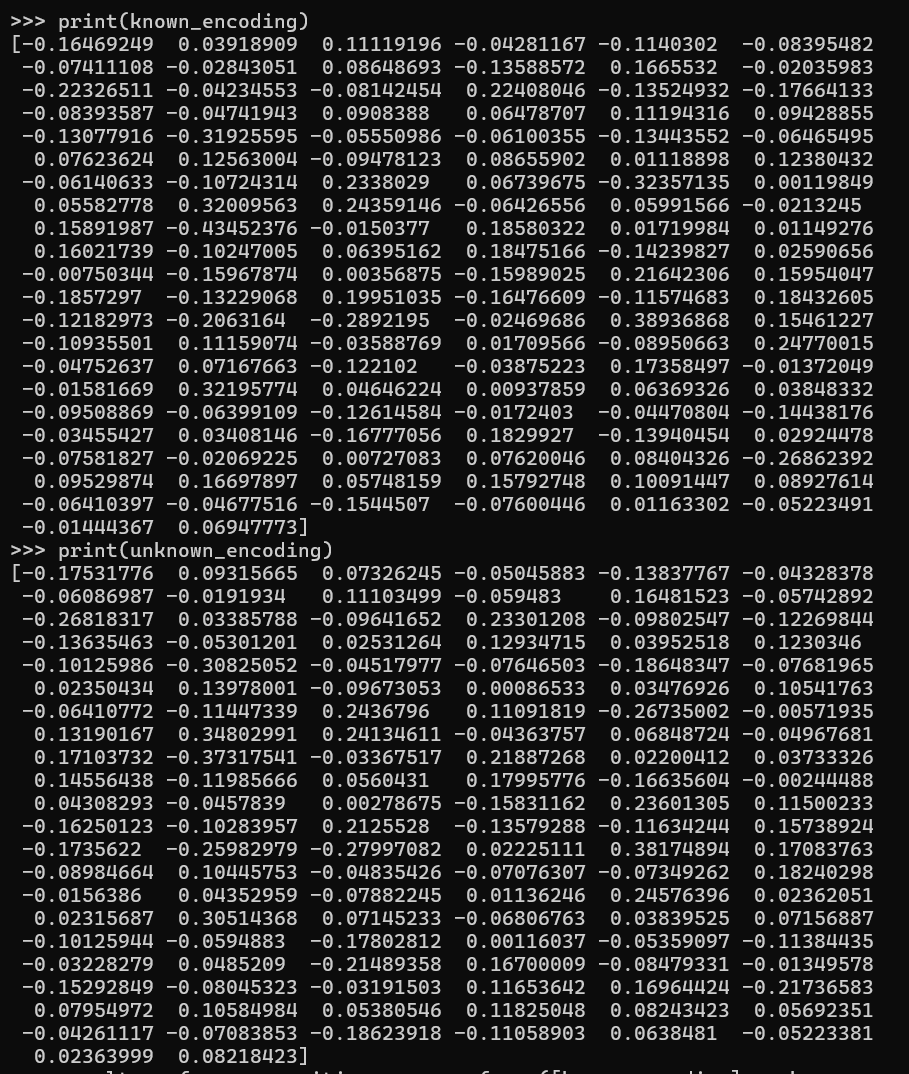 >>> print(known_encoding)
[-0.16469249  0.03918909  0.11119196 -0.04281167 -0.1140302  -0.08395482
 -0.07411108 -0.02843051  0.08648693 -0.13588572  0.1665532  -0.02035983
 -0.22326511 -0.04234553 -0.08142454  0.22408046 -0.13524932 -0.17664133
 -0.08393587 -0.04741943  0.0908388   0.06478707  0.11194316  0.09428855
 -0.13077916 -0.31925595 -0.05550986 -0.06100355 -0.13443552 -0.06465495
  0.07623624  0.12563004 -0.09478123  0.08655902  0.01118898  0.12380432
 -0.06140633 -0.10724314  0.2338029   0.06739675 -0.32357135  0.00119849
  0.05582778  0.32009563  0.24359146 -0.06426556  0.05991566 -0.0213245
  0.15891987 -0.43452376 -0.0150377   0.18580322  0.01719984  0.01149276
  0.16021739 -0.10247005  0.06395162  0.18475166 -0.14239827  0.02590656
 -0.00750344 -0.15967874  0.00356875 -0.15989025  0.21642306  0.15954047
 -0.1857297  -0.13229068  0.19951035 -0.16476609 -0.11574683  0.18432605
 -0.12182973 -0.2063164  -0.2892195  -0.02469686  0.38936868  0.15461227
 -0.10935501  0.11159074 -0.03588769  0.01709566 -0.08950663  0.24770015
 -0.04752637  0.07167663 -0.122102   -0.03875223  0.17358497 -0.01372049
 -0.01581669  0.32195774  0.04646224  0.00937859  0.06369326  0.03848332
 -0.09508869 -0.06399109 -0.12614584 -0.0172403  -0.04470804 -0.14438176
 -0.03455427  0.03408146 -0.16777056  0.1829927  -0.13940454  0.02924478
 -0.07581827 -0.02069225  0.00727083  0.07620046  0.08404326 -0.26862392
  0.09529874  0.16697897  0.05748159  0.15792748  0.10091447  0.08927614
 -0.06410397 -0.04677516 -0.1544507  -0.07600446  0.01163302 -0.05223491
 -0.01444367  0.06947773]
>>> print(unknown_encoding)
[-0.17531776  0.09315665  0.07326245 -0.05045883 -0.13837767 -0.04328378
 -0.06086987 -0.0191934   0.11103499 -0.059483    0.16481523 -0.05742892
 -0.26818317  0.03385788 -0.09641652  0.23301208 -0.09802547 -0.12269844
 -0.13635463 -0.05301201  0.02531264  0.12934715  0.03952518  0.1230346
 -0.10125986 -0.30825052 -0.04517977 -0.07646503 -0.18648347 -0.07681965
  0.02350434  0.13978001 -0.09673053  0.00086533  0.03476926  0.10541763
 -0.06410772 -0.11447339  0.2436796   0.11091819 -0.26735002 -0.00571935
  0.13190167  0.34802991  0.24134611 -0.04363757  0.06848724 -0.04967681
  0.17103732 -0.37317541 -0.03367517  0.21887268  0.02200412  0.03733326
  0.14556438 -0.11985666  0.0560431   0.17995776 -0.16635604 -0.00244488
  0.04308293 -0.0457839   0.00278675 -0.15831162  0.23601305  0.11500233
 -0.16250123 -0.10283957  0.2125528  -0.13579288 -0.11634244  0.15738924
 -0.1735622  -0.25982979 -0.27997082  0.02225111  0.38174894  0.17083763
 -0.08984664  0.10445753 -0.04835426 -0.07076307 -0.07349262  0.18240298
 -0.0156386   0.04352959 -0.07882245  0.01136246  0.24576396  0.02362051
  0.02315687  0.30514368  0.07145233 -0.06806763  0.03839525  0.07156887
 -0.10125944 -0.0594883  -0.17802812  0.00116037 -0.05359097 -0.11384435
 -0.03228279  0.0485209  -0.21489358  0.16700009 -0.08479331 -0.01349578
 -0.15292849 -0.08045323 -0.03191503  0.11653642  0.16964424 -0.21736583
  0.07954972  0.10584984  0.05380546  0.11825048  0.08243423  0.05692351
 -0.04261117 -0.07083853 -0.18623918 -0.11058903  0.0638481  -0.05223381
  0.02363999  0.08218423]